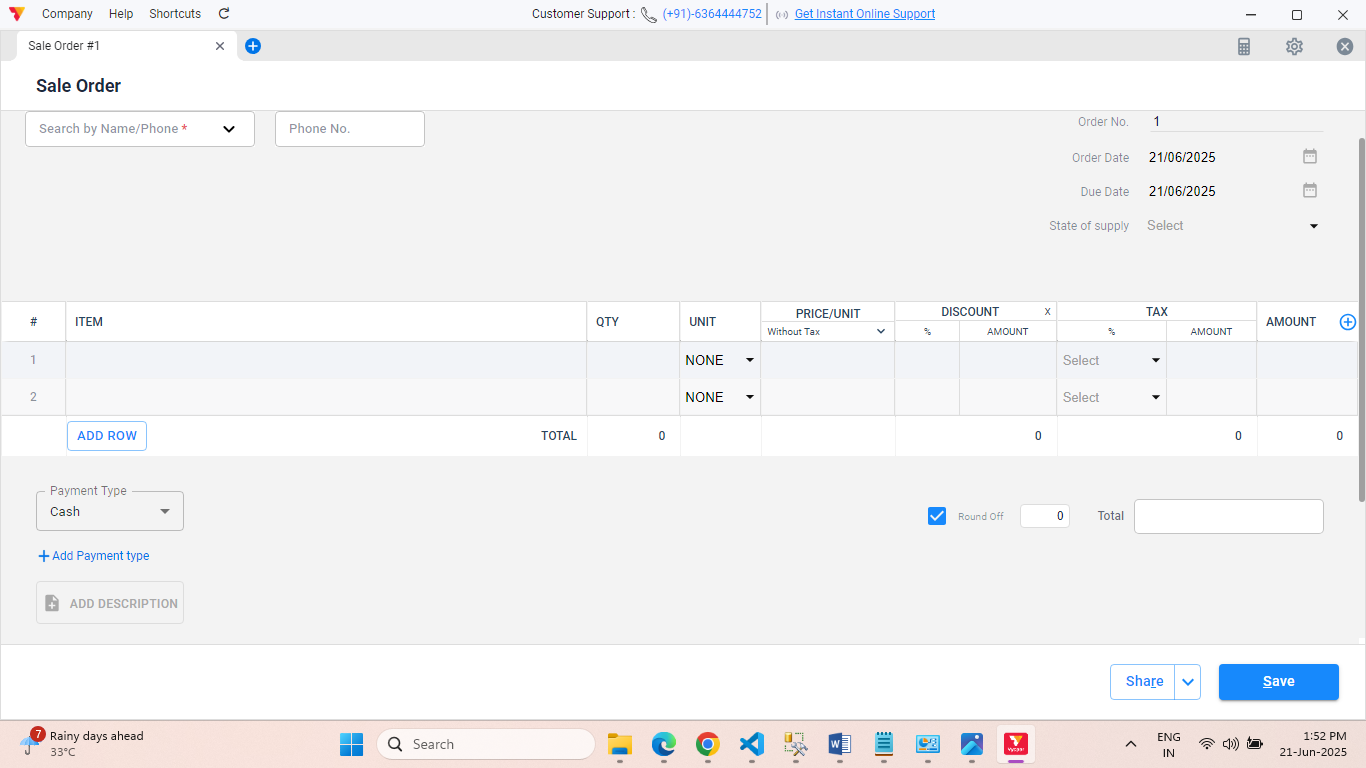 Company Help Shortcuts Customer Support : (+91)-6364444752 Get Instant Online Support
Sale Order #1
Sale Order
Search by Name/Phone * Phone No. Order No. 1
Order Date 21/06/2025
Due Date 21/06/2025
State of supply Select
# ITEM QTY UNIT PRICE/UNIT DISCOUNT x TAX AMOUNT
Without Tax % AMOUNT % AMOUNT
1 NONE Select
2 NONE Select
ADD ROW TOTAL 0 0 0 0
Payment Type
Cash Round Off 0 Total
Add Payment type
ADD DESCRIPTION
Share Save
7 Rainy days ahead
33°C
Search
Vyapar
ENG
IN
1:52 PM
21-Jun-2025